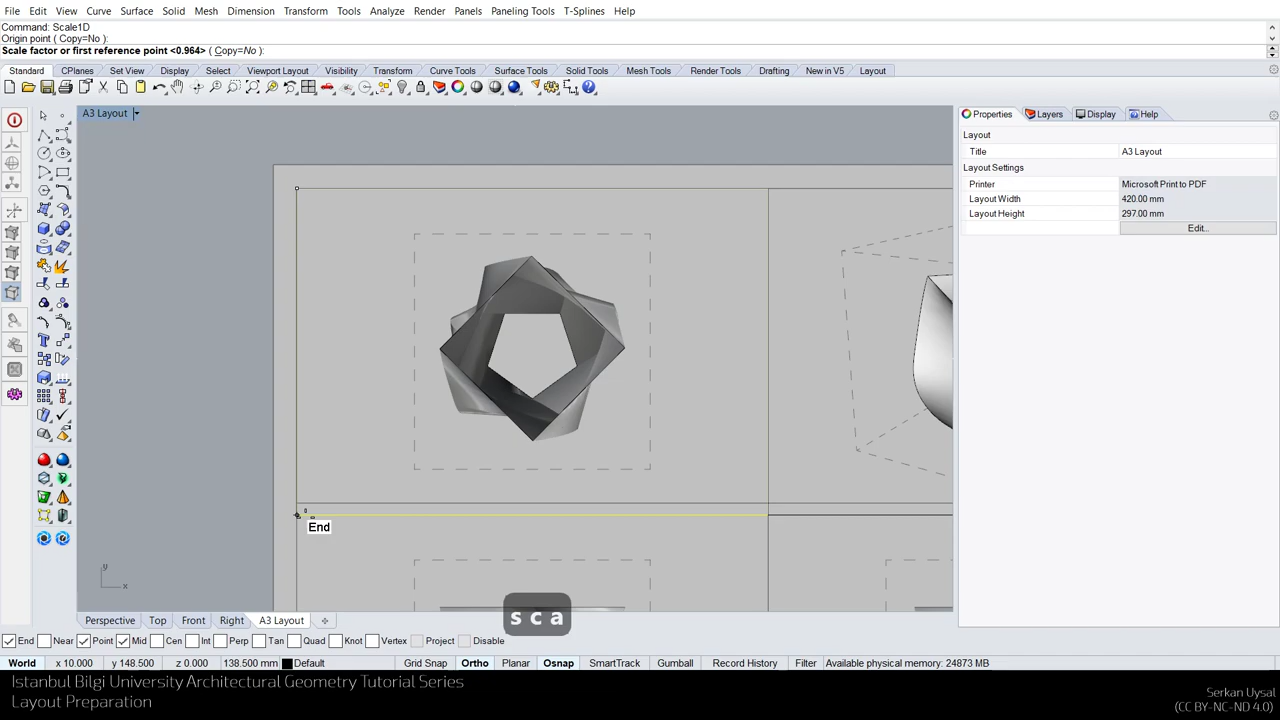 File Edit View Curve Surface Solid Mesh Dimension Transform Tools Analyze Render Panels Paneling Tools T-Splines Help
Command: Scale1D
Origin point ( Copy=No ):
Scale factor or first reference point <0.964> ( Copy=No ):
Standard CPlanes Set View Display Select Viewport Layout Visibility Transform Curve Tools Surface Tools Solid Tools Mesh Tools Render Tools Drafting New in V5 Layout
A3 Layout
Properties Layers Display Help
Layout
Title A3 Layout
Layout Settings
Printer Microsoft Print to PDF
Layout Width 420.00 mm
Layout Height 297.00 mm
Edit...
End
y
x
s c a
Perspective Top Front Right A3 Layout
End Near Point Mid Cen Int Perp Tan Quad Knot Vertex Project Disable
World x 10.000 y 148.500 z 0.000 138.500 mm Default Grid Snap Ortho Planar Osnap SmartTrack Gumball Record History Filter Available physical memory: 24873 MB
Istanbul Bilgi University Architectural Geometry Tutorial Series
Layout Preparation
Serkan Uysal
(CC BY-NC-ND 4.0)